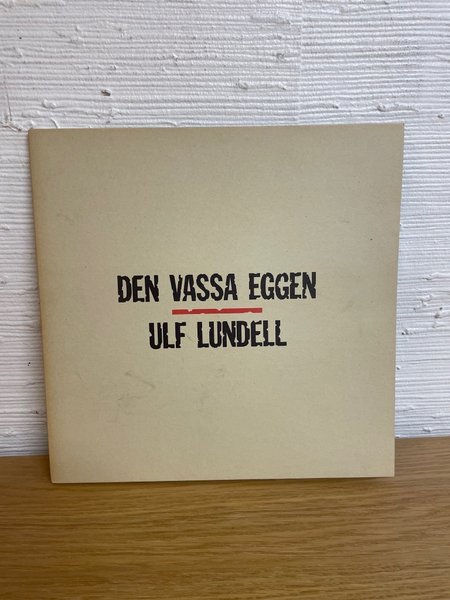 DEN VASSA EGGEN
ULF LUNDELL